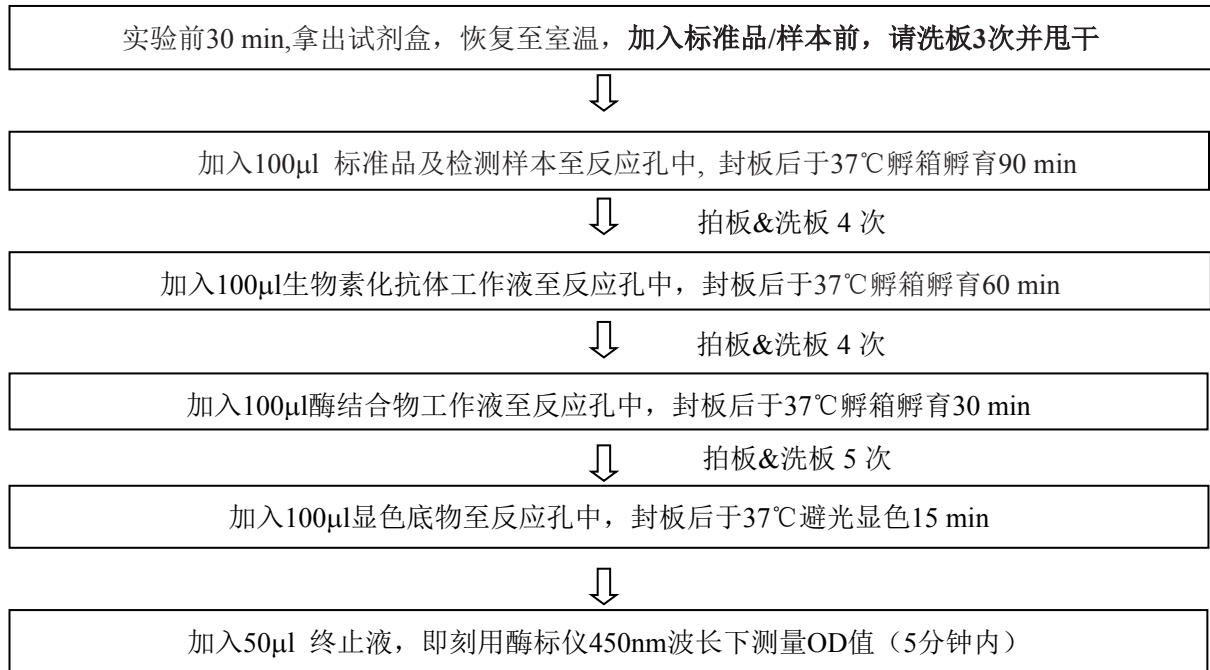 实验前30 min,拿出试剂盒，恢复至室温，加入标准品/样本前，请洗板3次并甩干
加入100μl 标准品及检测样本至反应孔中, 封板后于37℃孵箱孵育90 min
拍板&洗板 4 次
加入100μl生物素化抗体工作液至反应孔中，封板后于37℃孵箱孵育60 min
拍板&洗板 4 次
加入100μl酶结合物工作液至反应孔中，封板后于37℃孵箱孵育30 min
拍板&洗板 5 次
加入100μl显色底物至反应孔中，封板后于37℃避光显色15 min
加入50μl 终止液，即刻用酶标仪450nm波长下测量OD值（5分钟内）